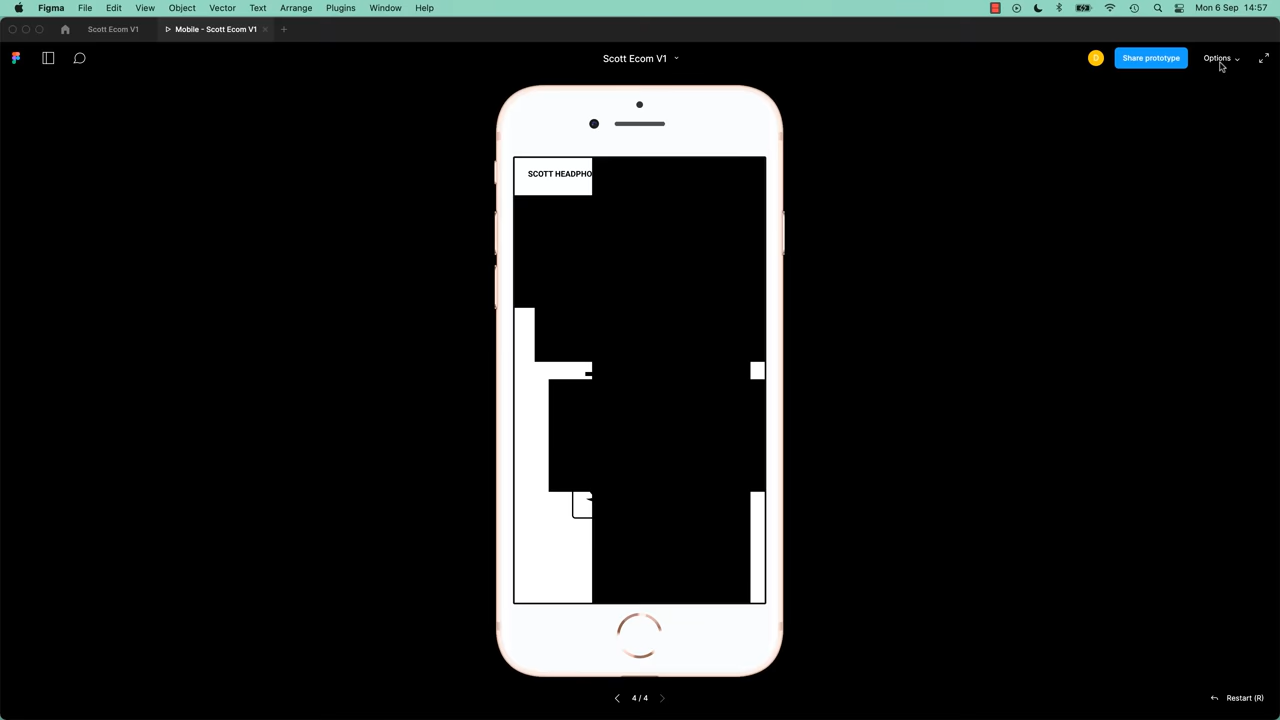 Figma File Edit View Object Vector Text Arrange Plugins Window Help Mon 6 Sep 14:57
Scott Ecom V1 Mobile - Scott Ecom V1
Scott Ecom V1 D Share prototype Options
SCOTT HEADPHO
4 / 4 Restart (R)